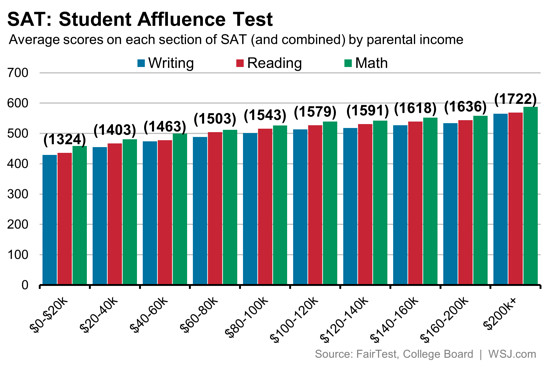 SAT: Student Affluence Test
Average scores on each section of SAT (and combined) by parental income
Writing Reading Math
700
600
500
400
300
200
100
0
(1324) (1403) (1463) (1503) (1543) (1579) (1591) (1618) (1636) (1722)
$0-$20k $20-40k $40-60k $60-80k $80-100k $100-120k $120-140k $140-160k $160-200k $200k+
Source: FairTest, College Board | WSJ.com